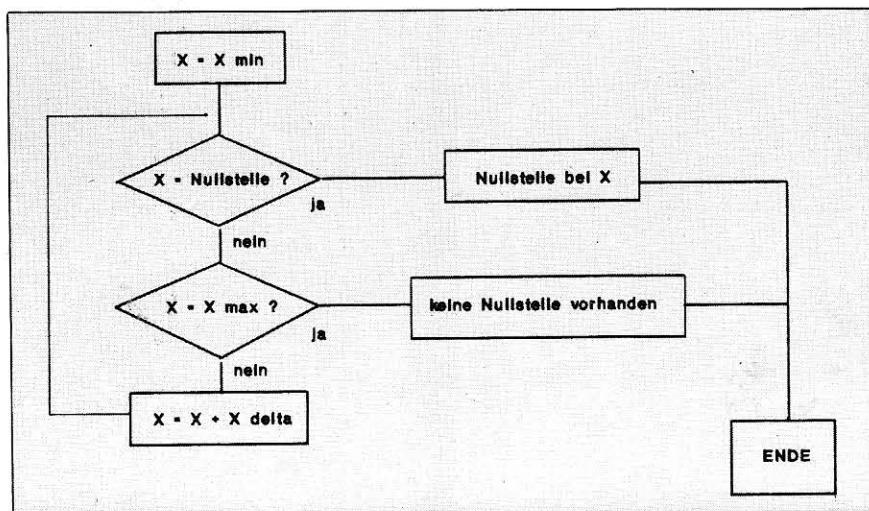 X = X min
X = Nullstelle ?
Nullstelle bei X
ja
nein
X = X max ?
keine Nullstelle vorhanden
ja
nein
X = X + X delta
ENDE